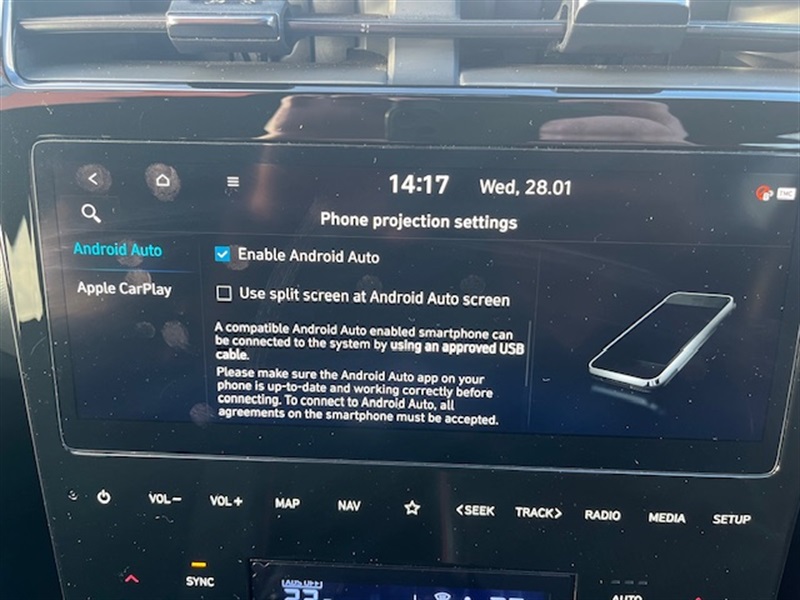 14:17 Wed, 28.01
Phone projection settings
Android Auto
Apple CarPlay
Enable Android Auto
Use split screen at Android Auto screen
A compatible Android Auto enabled smartphone can
be connected to the system by using an approved USB
cable.
Please make sure the Android Auto app on your
phone is up-to-date and working correctly before
connecting. To connect to Android Auto, all
agreements on the smartphone must be accepted.
VOL− VOL+ MAP NAV <SEEK TRACK> RADIO MEDIA SETUP
SYNC
AUTO